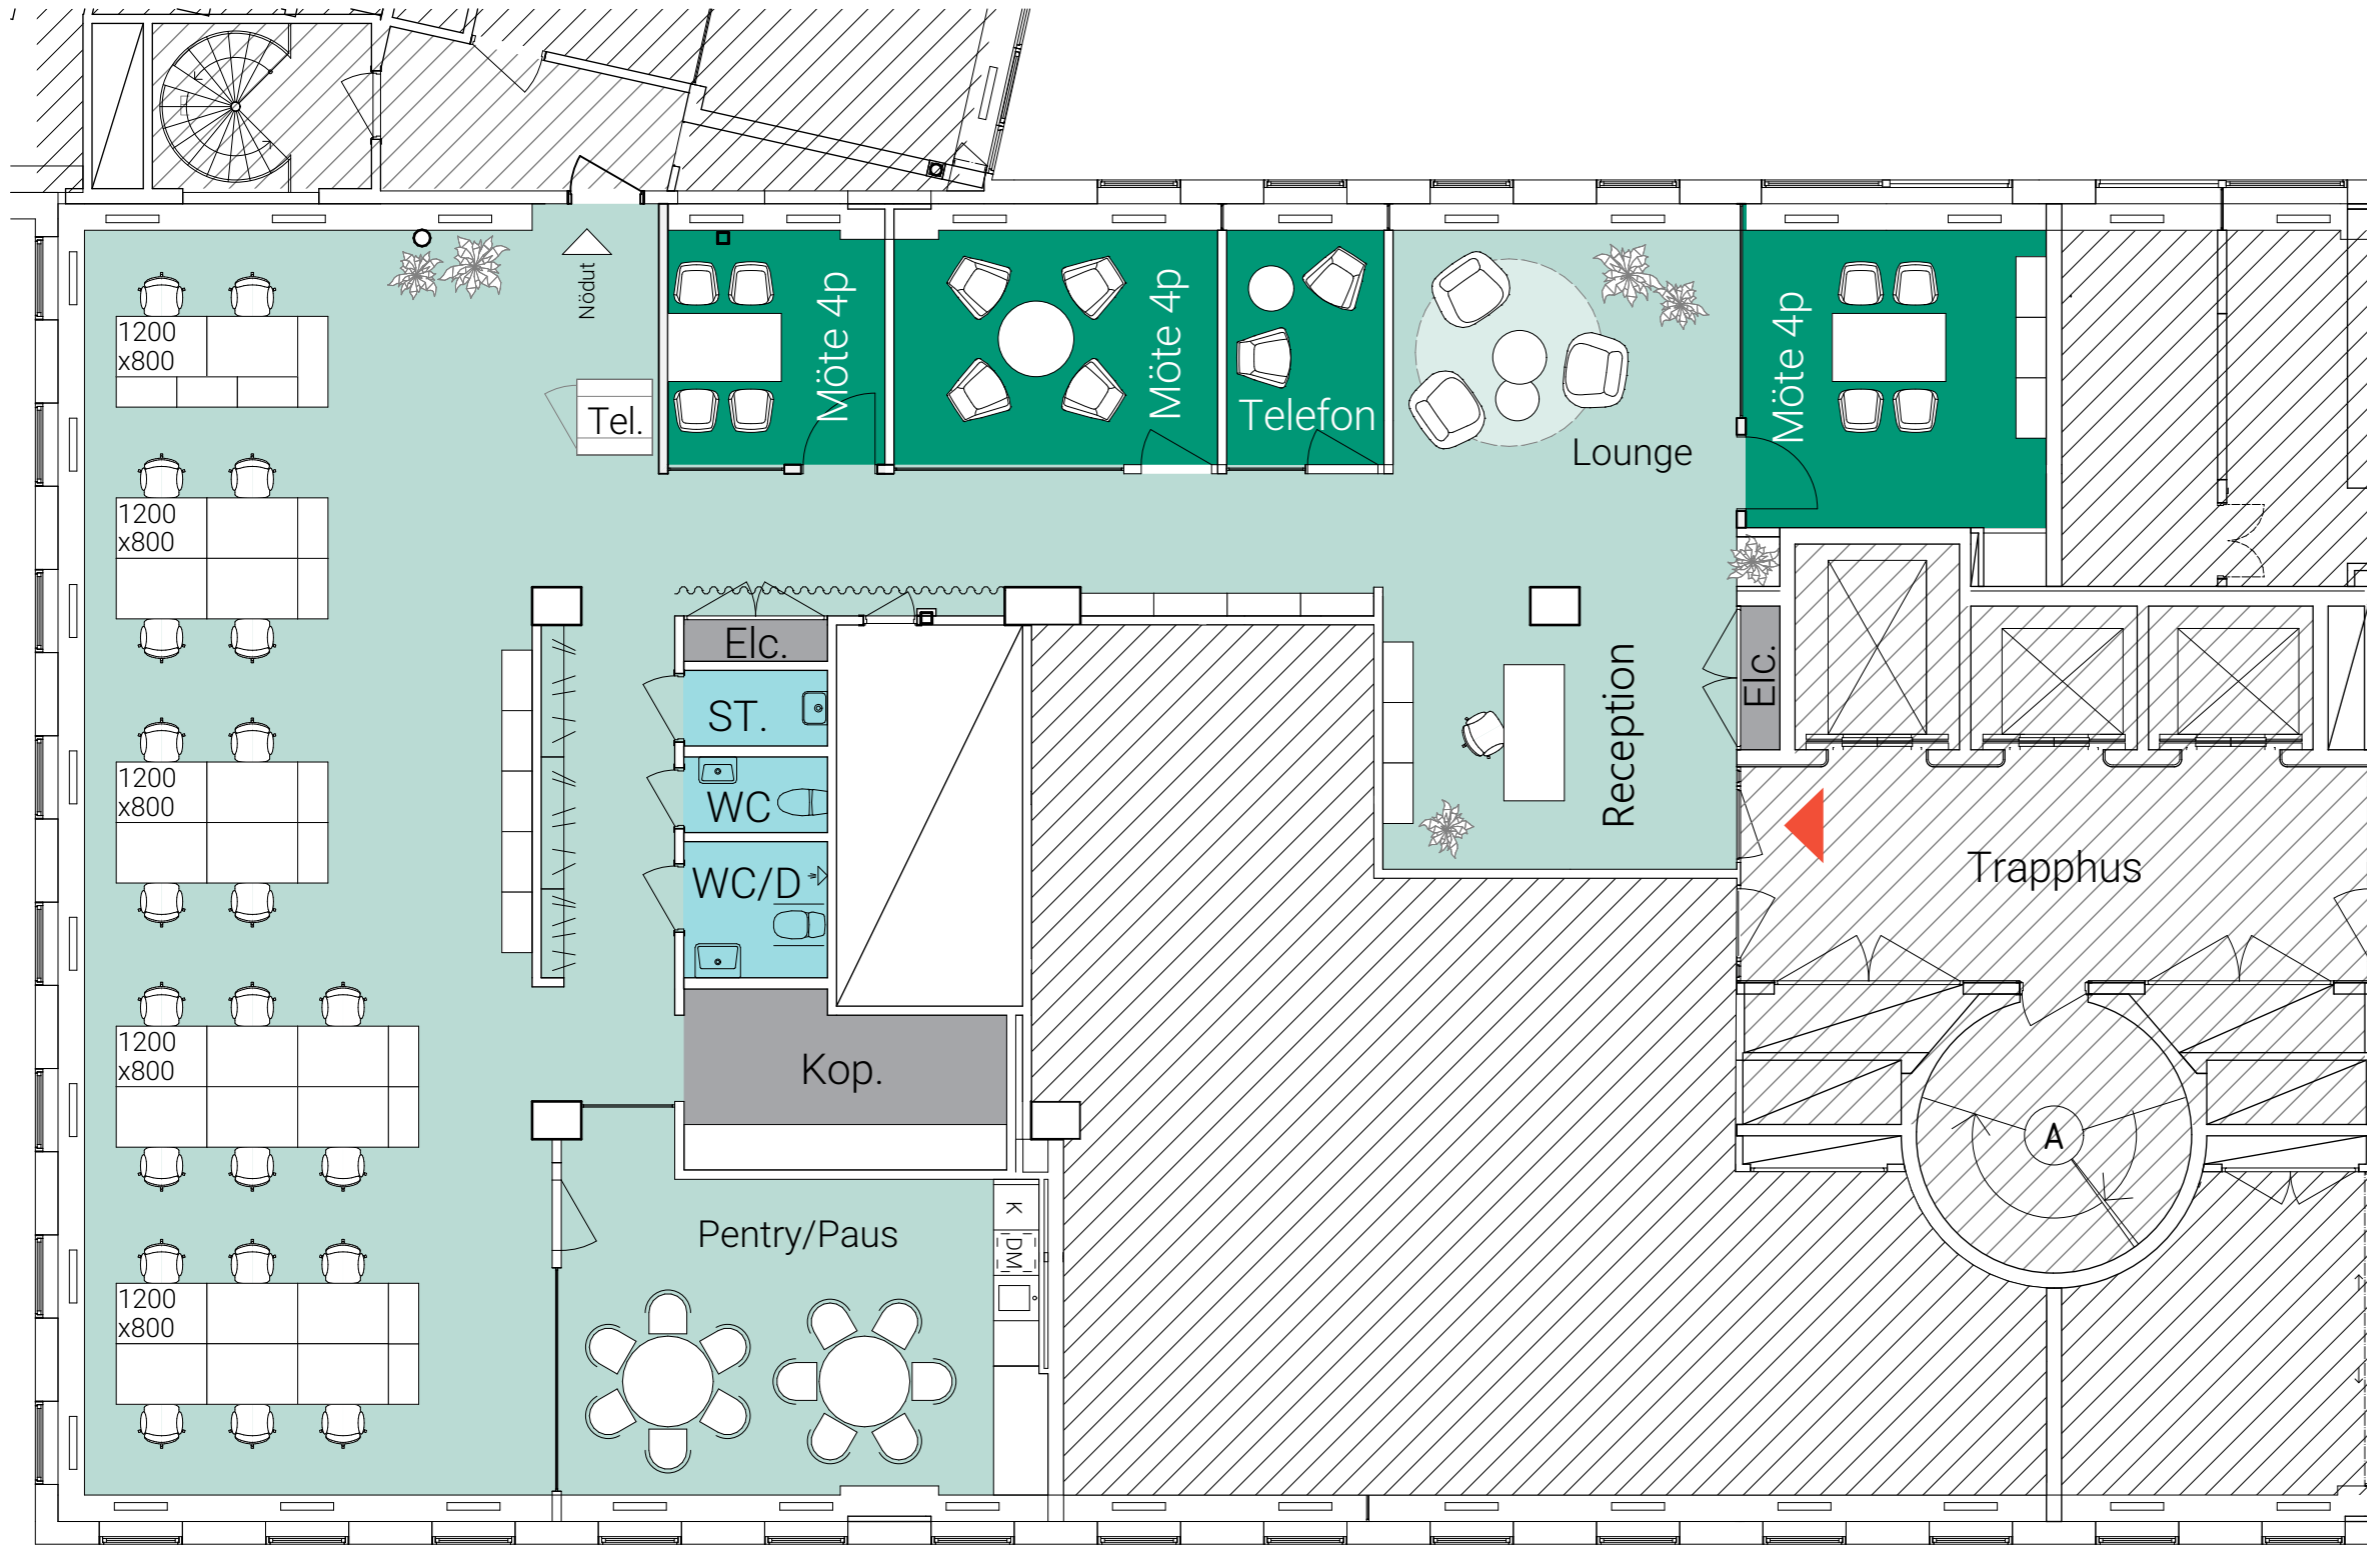 Nödut
1200
x800
Tel.
Möte 4p
Möte 4p
Telefon
Lounge
Möte 4p
1200
x800
Elc.
ST.
WC
WC/D
Reception
Elc.
1200
x800
Trapphus
1200
x800
Kop.
A
Pentry/Paus
K
DM
1200
x800